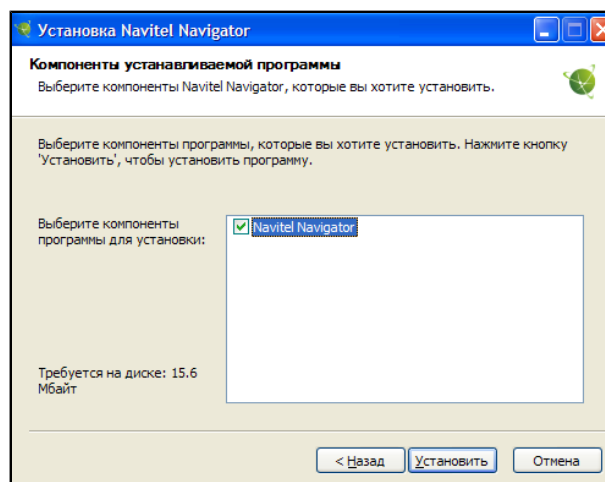 Установка Navitel Navigator
Компоненты устанавливаемой программы
Выберите компоненты Navitel Navigator, которые вы хотите установить.
Выберите компоненты программы, которые вы хотите установить. Нажмите кнопку
'Установить', чтобы установить программу.
Выберите компоненты
программы для установки:
Navitel Navigator
Требуется на диске: 15.6
Мбайт
< Назад
Установить
Отмена